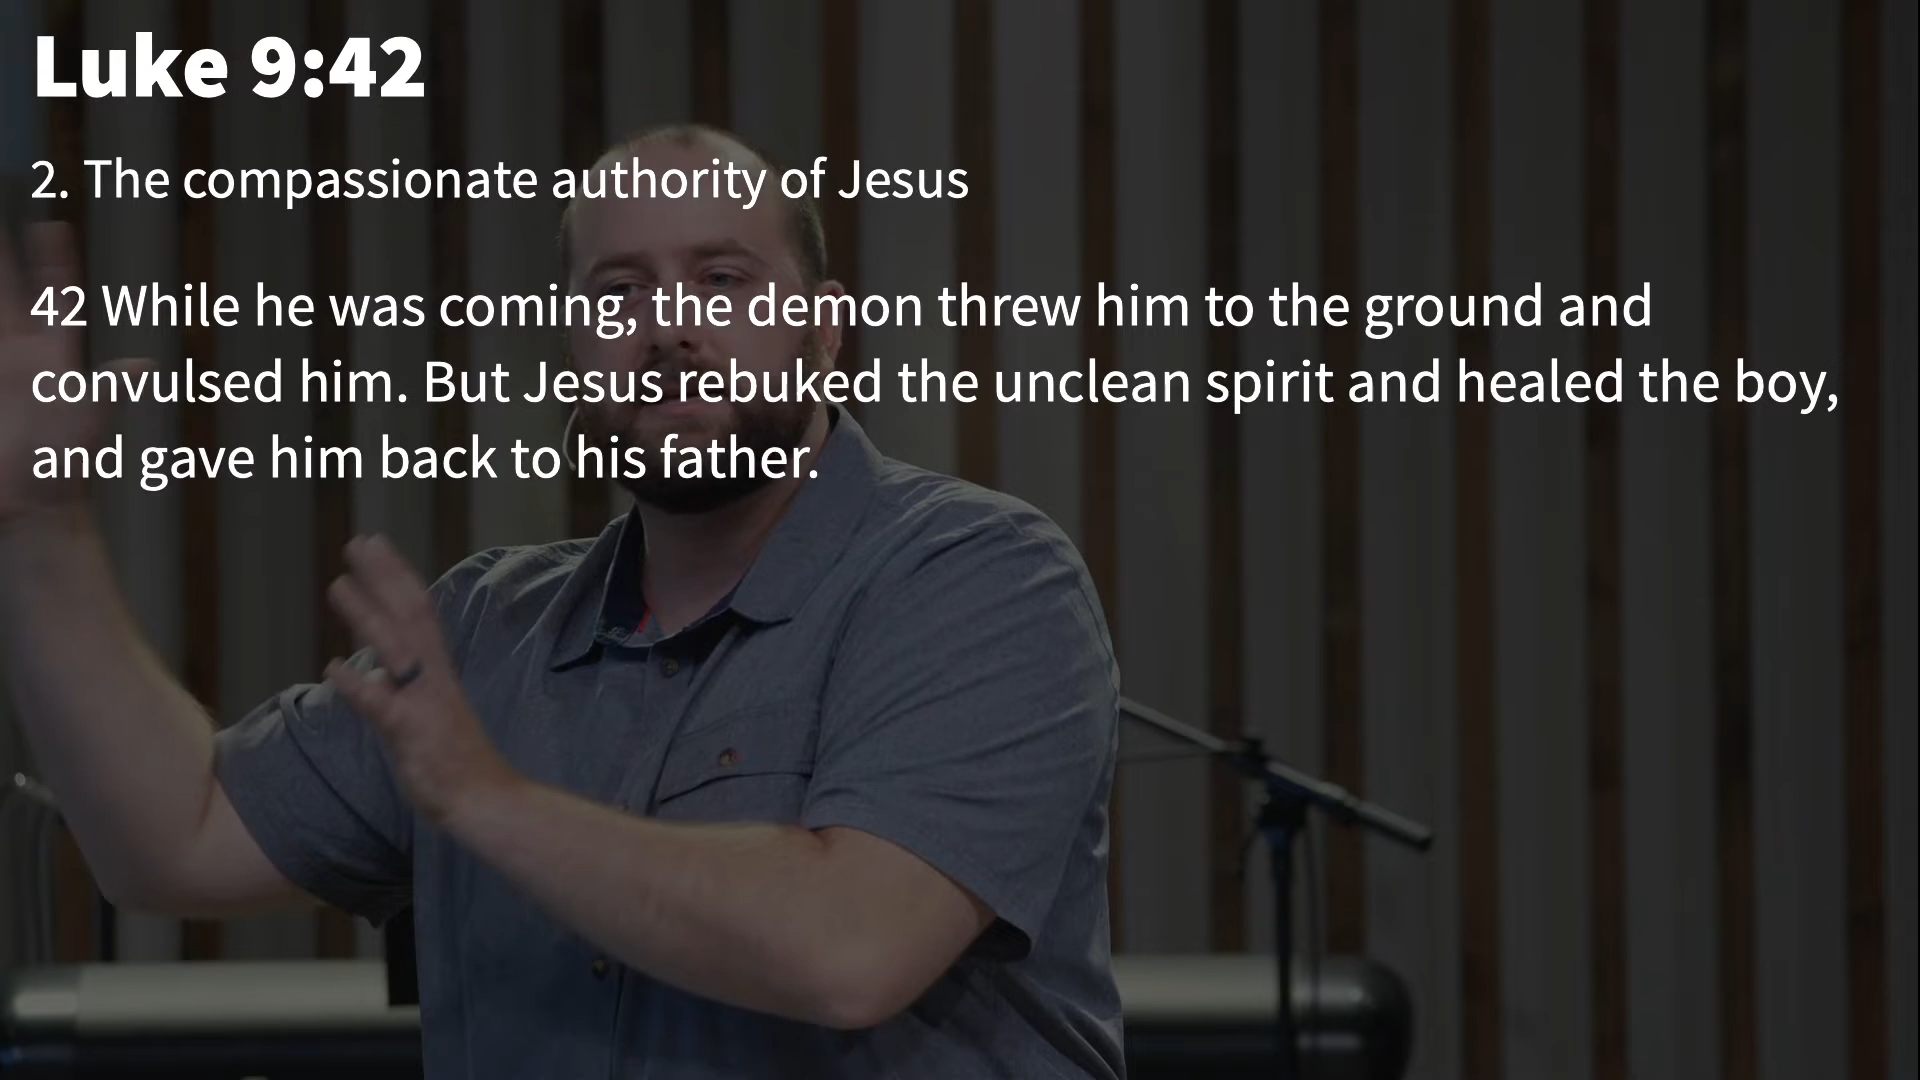 Luke 9:42
2. The compassionate authority of Jesus
42 While he was coming, the demon threw him to the ground and
convulsed him. But Jesus rebuked the unclean spirit and healed the boy,
and gave him back to his father.